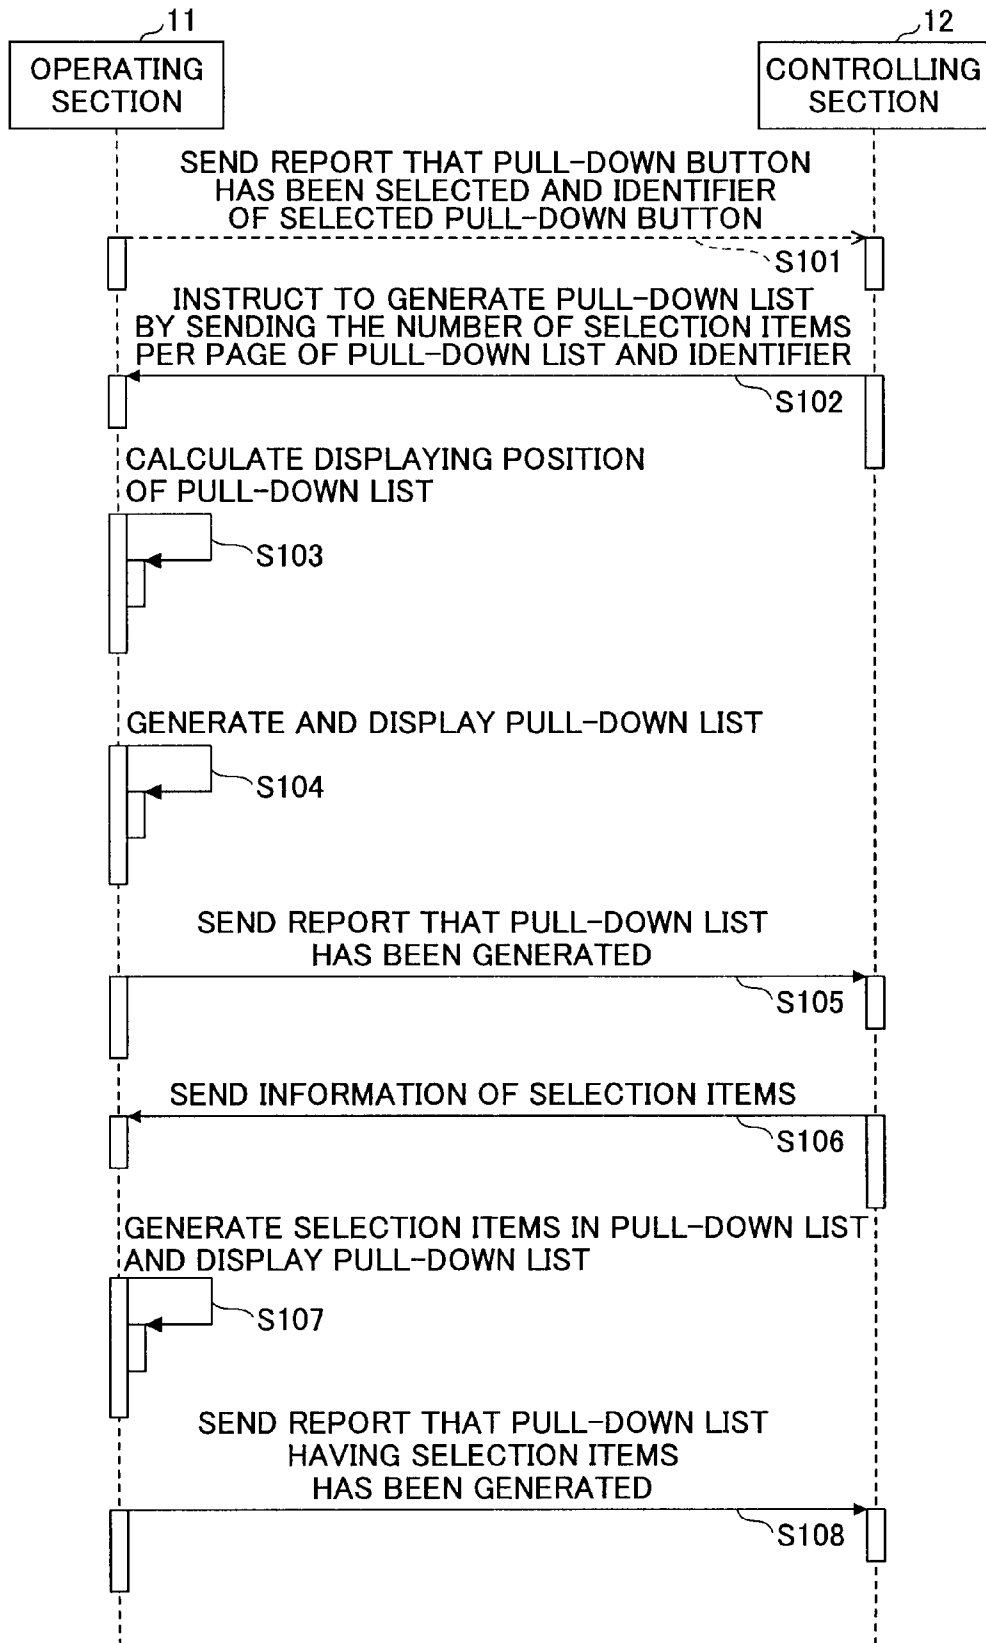 11
12
OPERATING
SECTION
CONTROLLING
SECTION
SEND REPORT THAT PULL-DOWN BUTTON
HAS BEEN SELECTED AND IDENTIFIER
OF SELECTED PULL-DOWN BUTTON
S101
INSTRUCT TO GENERATE PULL-DOWN LIST
BY SENDING THE NUMBER OF SELECTION ITEMS
PER PAGE OF PULL-DOWN LIST AND IDENTIFIER
S102
CALCULATE DISPLAYING POSITION
OF PULL-DOWN LIST
S103
GENERATE AND DISPLAY PULL-DOWN LIST
S104
SEND REPORT THAT PULL-DOWN LIST
HAS BEEN GENERATED
S105
SEND INFORMATION OF SELECTION ITEMS
S106
GENERATE SELECTION ITEMS IN PULL-DOWN LIST
AND DISPLAY PULL-DOWN LIST
S107
SEND REPORT THAT PULL-DOWN LIST
HAVING SELECTION ITEMS
HAS BEEN GENERATED
S108